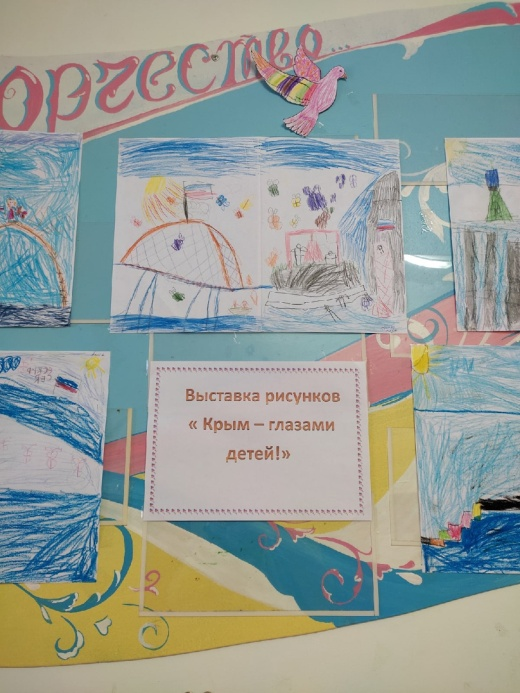 орчество...
Выставка рисунков
« Крым – глазами
детей!»